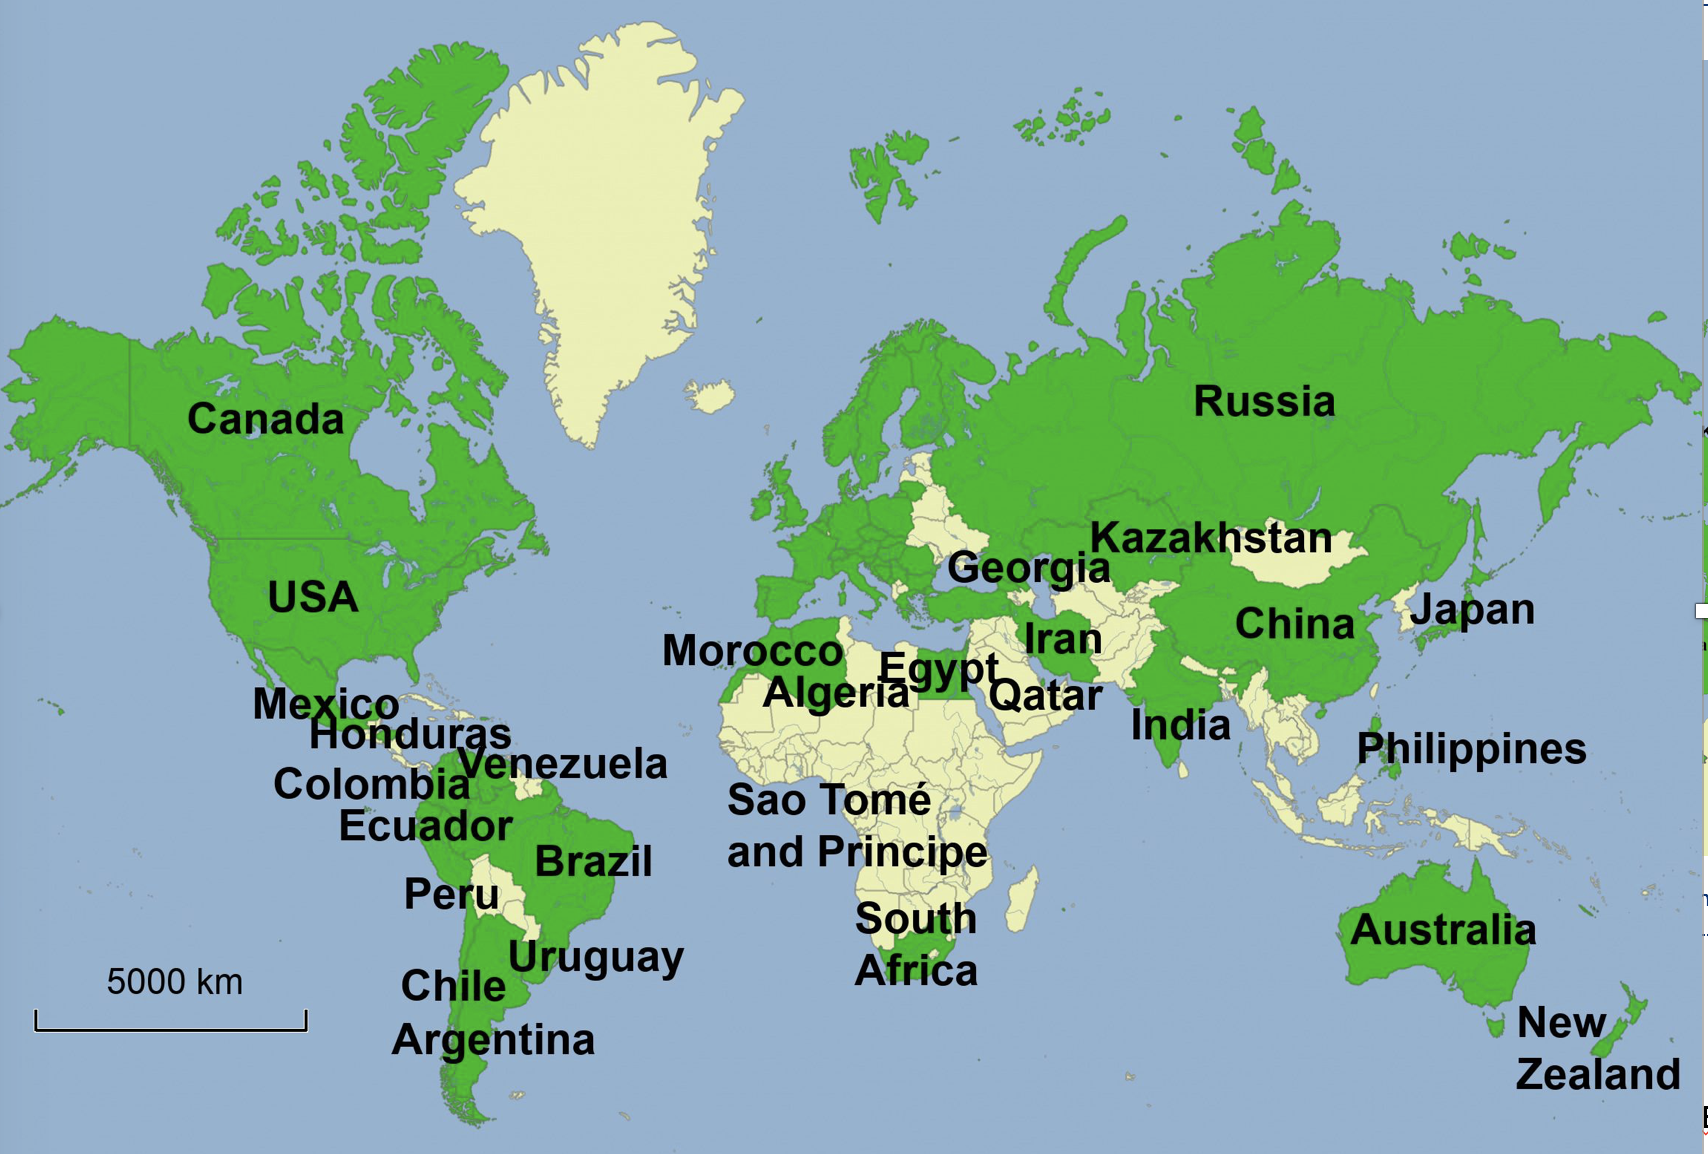 Canada
Russia
Kazakhstan
Georgia
USA
China
Japan
Morocco
Iran
Egypt
Algeria
Qatar
Mexico
India
Honduras
Philippines
Venezuela
Colombia
Sao Tomé
and Principe
Ecuador
Brazil
Peru
South
Africa
Australia
Uruguay
5000 km
Chile
New
Zealand
Argentina